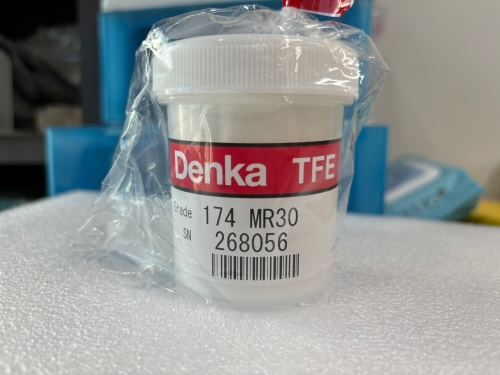 Denka TFE
Grade 174 MR30
SN 268056